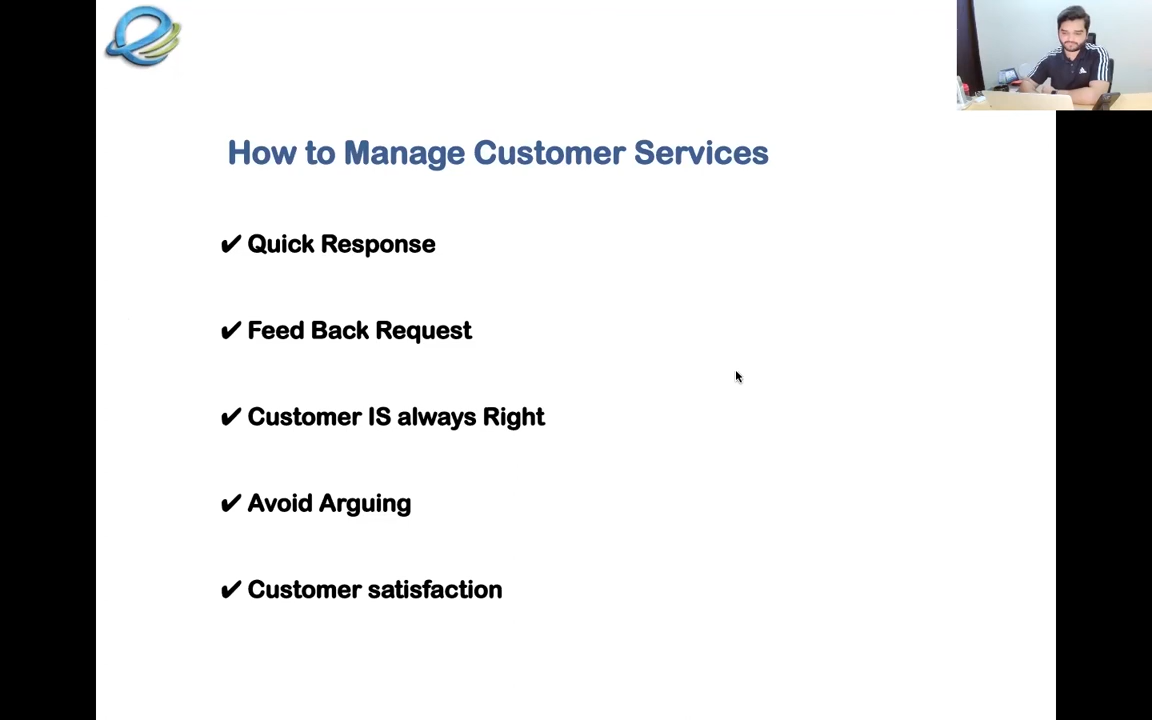 How to Manage Customer Services
✔ Quick Response
✔ Feed Back Request
✔ Customer IS always Right
✔ Avoid Arguing
✔ Customer satisfaction